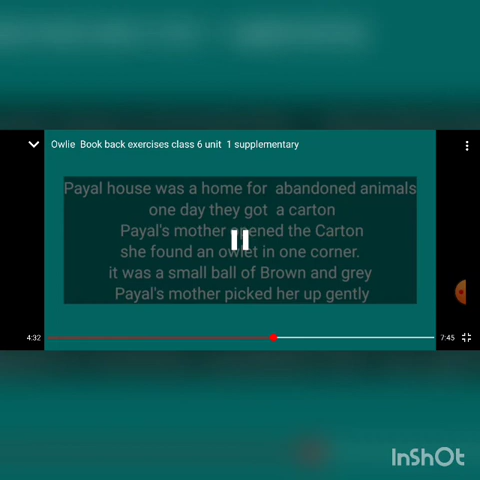 Owlie Book back exercises class 6 unit 1 supplementary
Payal house was a home for abandoned animals
one day they got a carton
Payal's mother opened the Carton
she found an owlet in one corner.
it was a small ball of Brown and grey
Payal's mother picked her up gently
4:32
7:45
InShOt